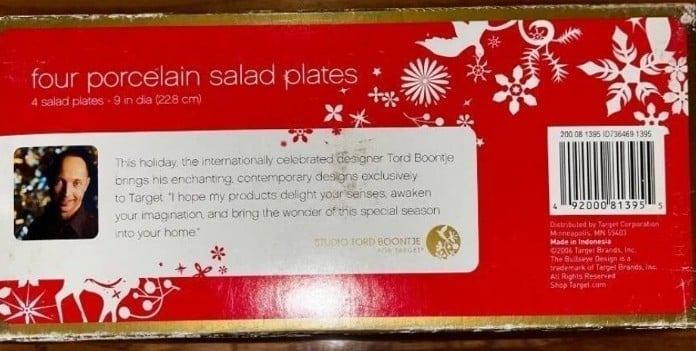 four porcelain salad plates
4 salad plates - 9 in dia (22.8 cm)
This holiday, the internationally celebrated designer Tord Boontje
brings his enchanting, contemporary designs exclusively
to Target. "I hope my products delight your senses, awaken
your imagination, and bring the wonder of this special season
into your home."
STUDIO TORD BOONTJE
FOR TARGET®
200 08 1395 ID736469 1395
4 92000 81395 5
Distributed by Target Corporation
Minneapolis, MN 55403
Made in Indonesia
©2006 Target Brands, Inc.
The Bullseye Design is a
trademark of Target Brands, Inc.
All Rights Reserved
Shop Target.com